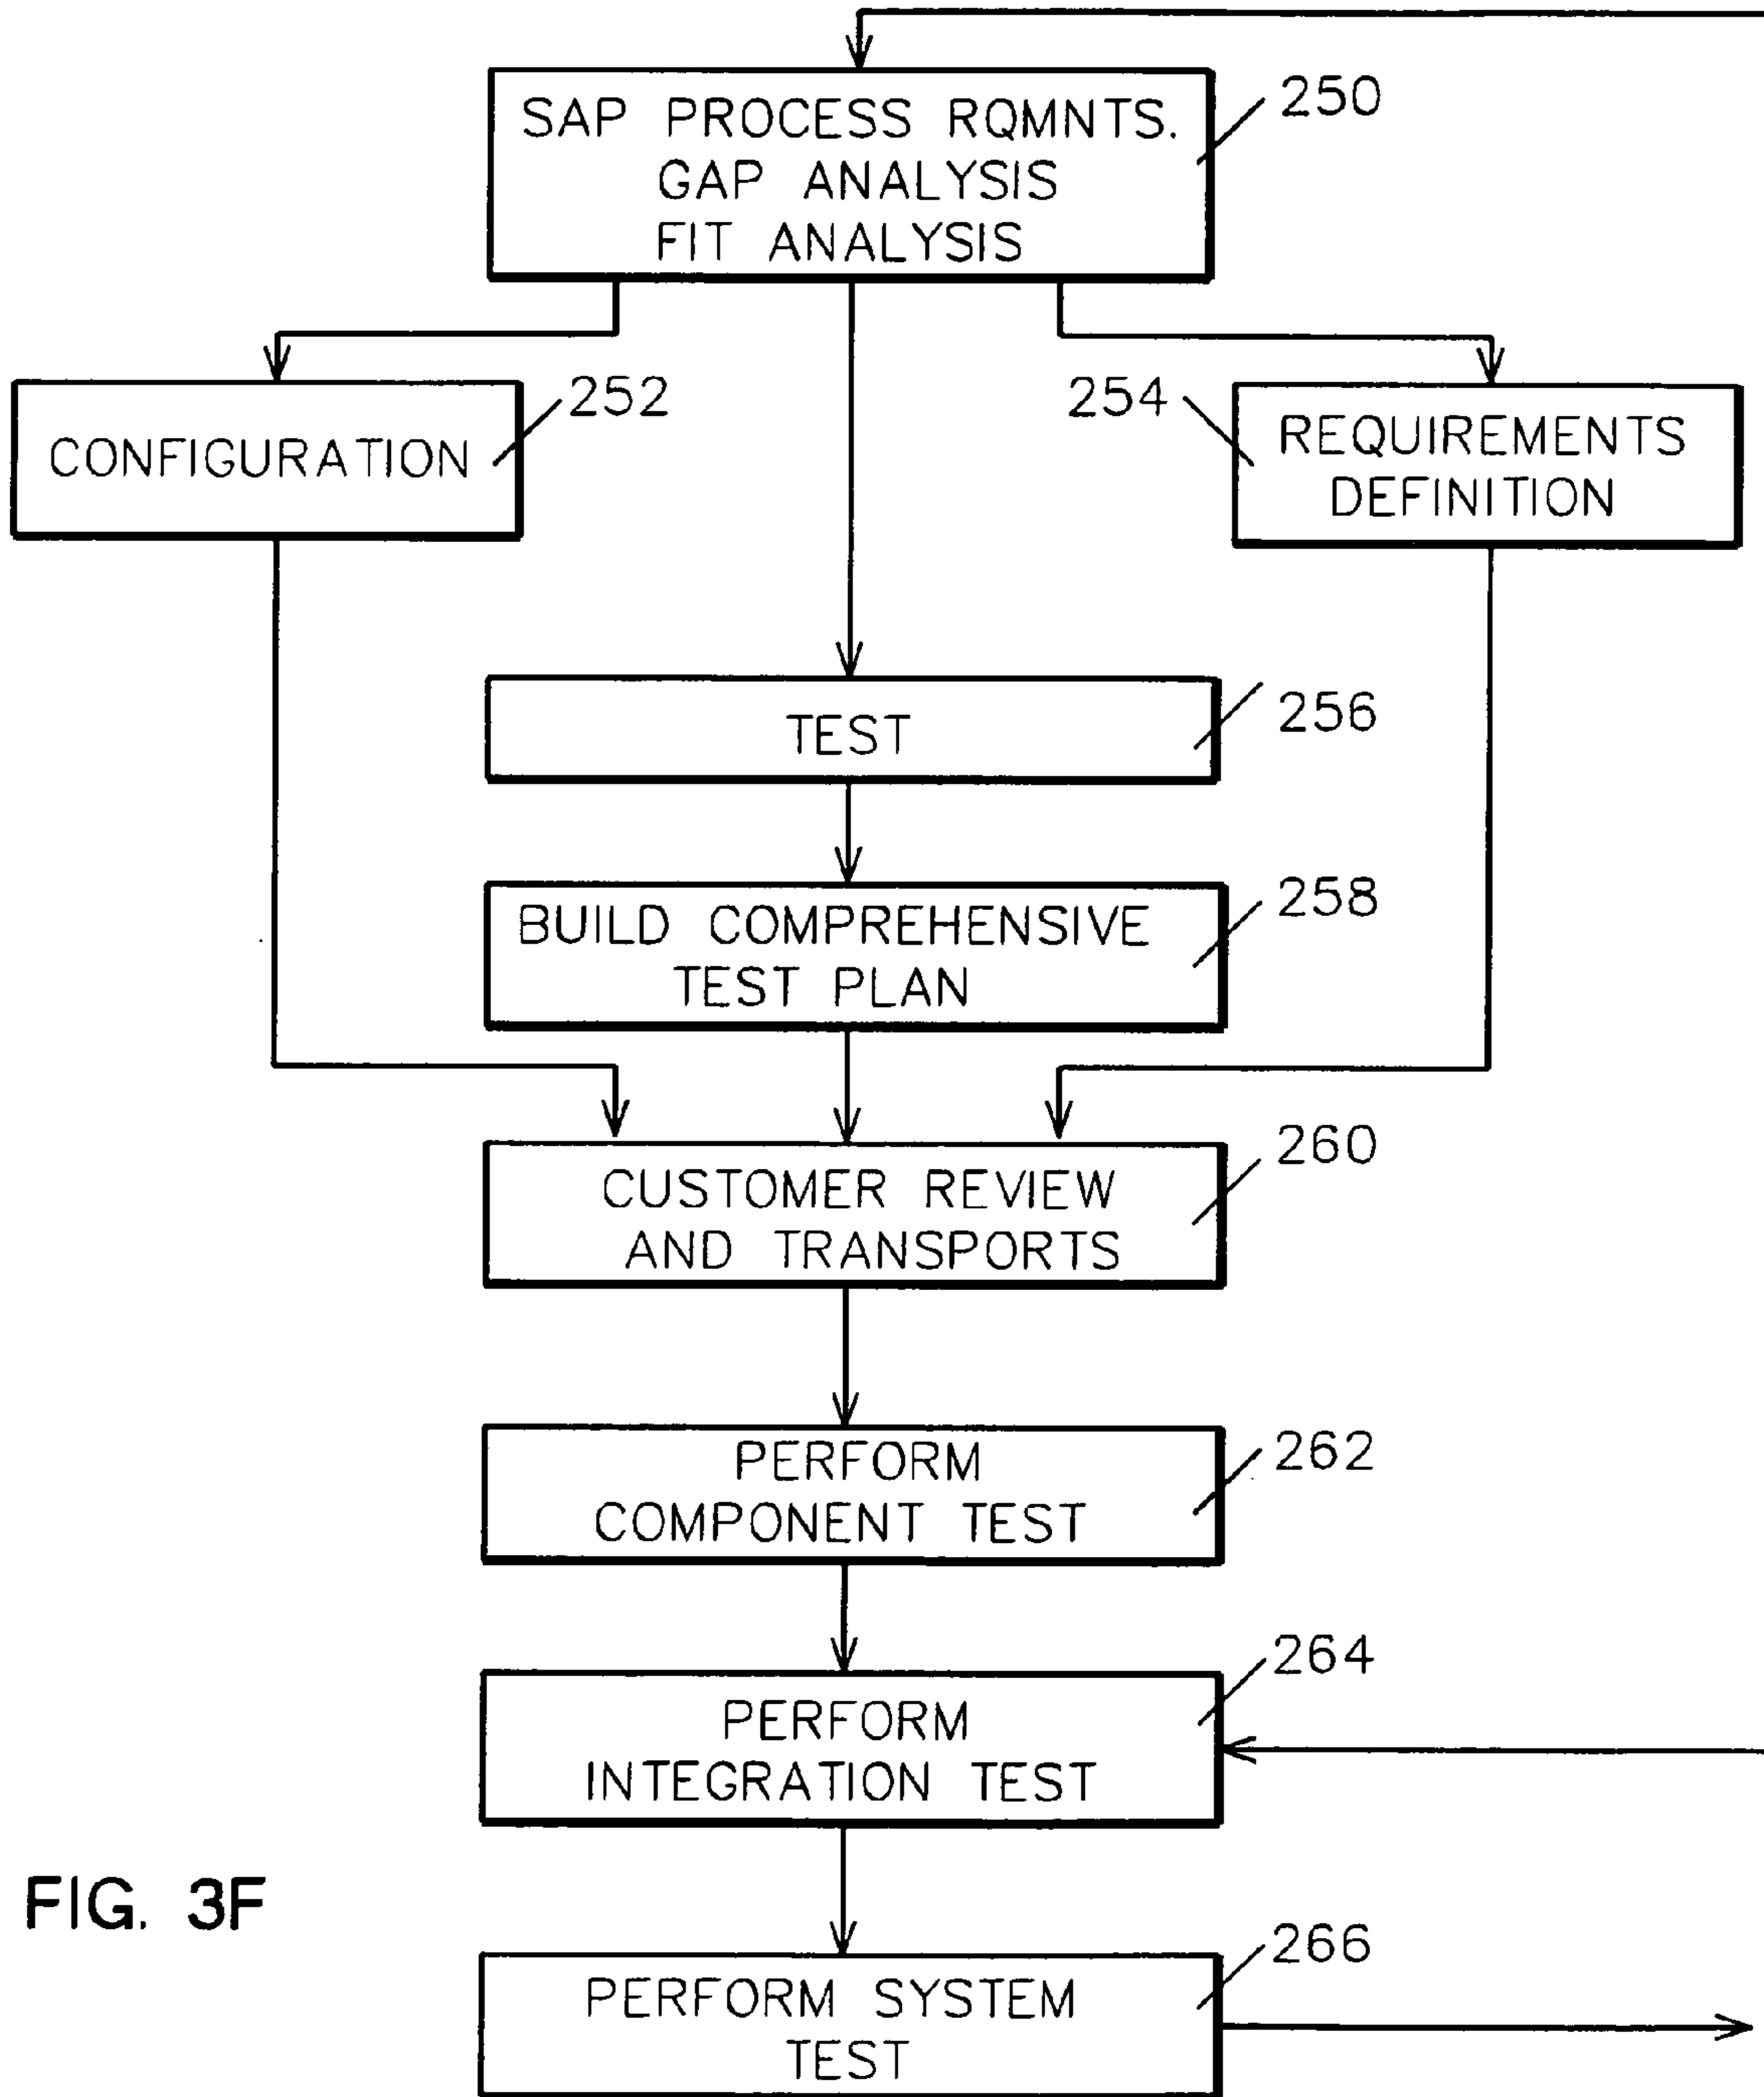 SAP PROCESS RQMNTS.
GAP ANALYSIS
FIT ANALYSIS
250
CONFIGURATION
252
254
REQUIREMENTS
DEFINITION
TEST
256
BUILD COMPREHENSIVE
TEST PLAN
258
CUSTOMER REVIEW
AND TRANSPORTS
260
PERFORM
COMPONENT TEST
262
PERFORM
INTEGRATION TEST
264
FIG. 3F
PERFORM SYSTEM
TEST
266